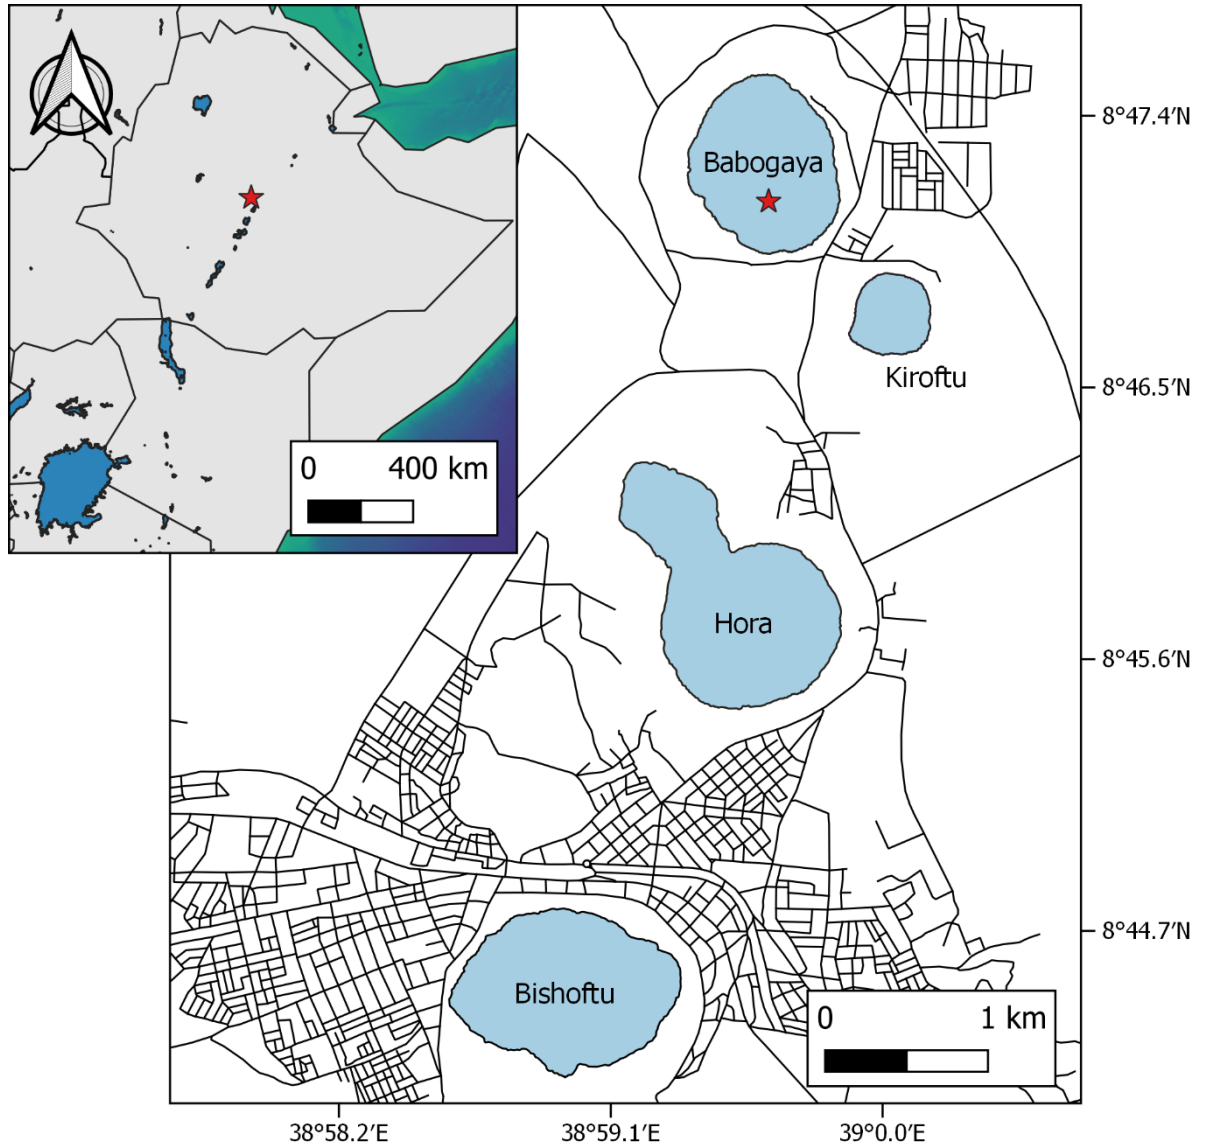 0 400 km
Babogaya
Kiroftu
Hora
Bishoftu
0 1 km
8°47.4′N
8°46.5′N
8°45.6′N
8°44.7′N
38°58.2′E 38°59.1′E 39°0.0′E